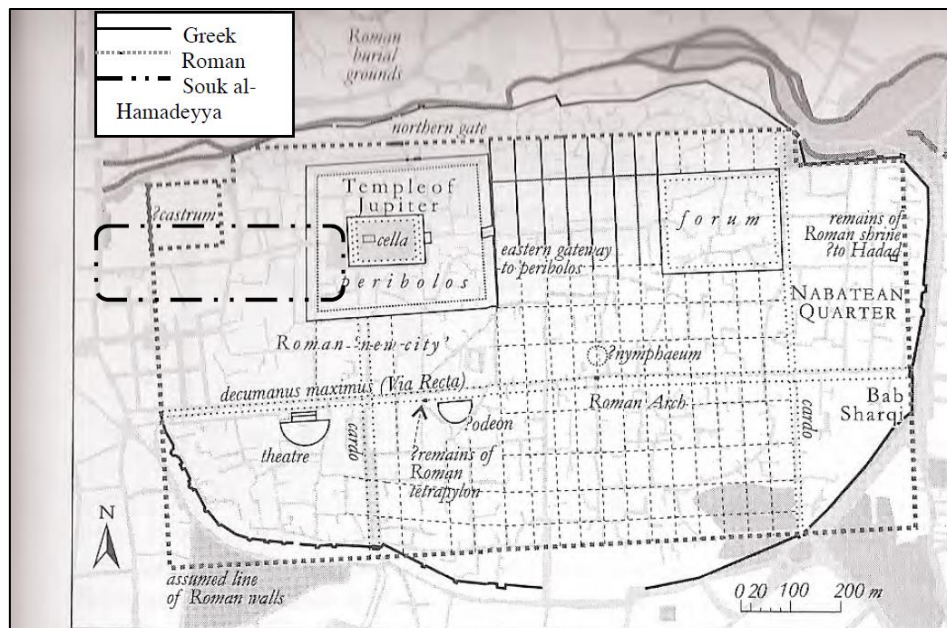 Greek
Roman
Souk al-
Hamadeyya
Roman
burial
grounds
northern gate
Temple of
Jupiter
?castrum
cella
peribolos
forum
remains of
Roman shrine
?to Hadad
eastern gateway
to peribolos
NABATEAN
QUARTER
Roman 'new-city'
?nymphaeum
decumanus maximus (Via Recta)
Roman Arch
Bab
Sharqi
?odeon
cardo
cardo
theatre
?remains of
Roman
tetrapylon
N
assumed line
of Roman walls
0 20 100 200 m